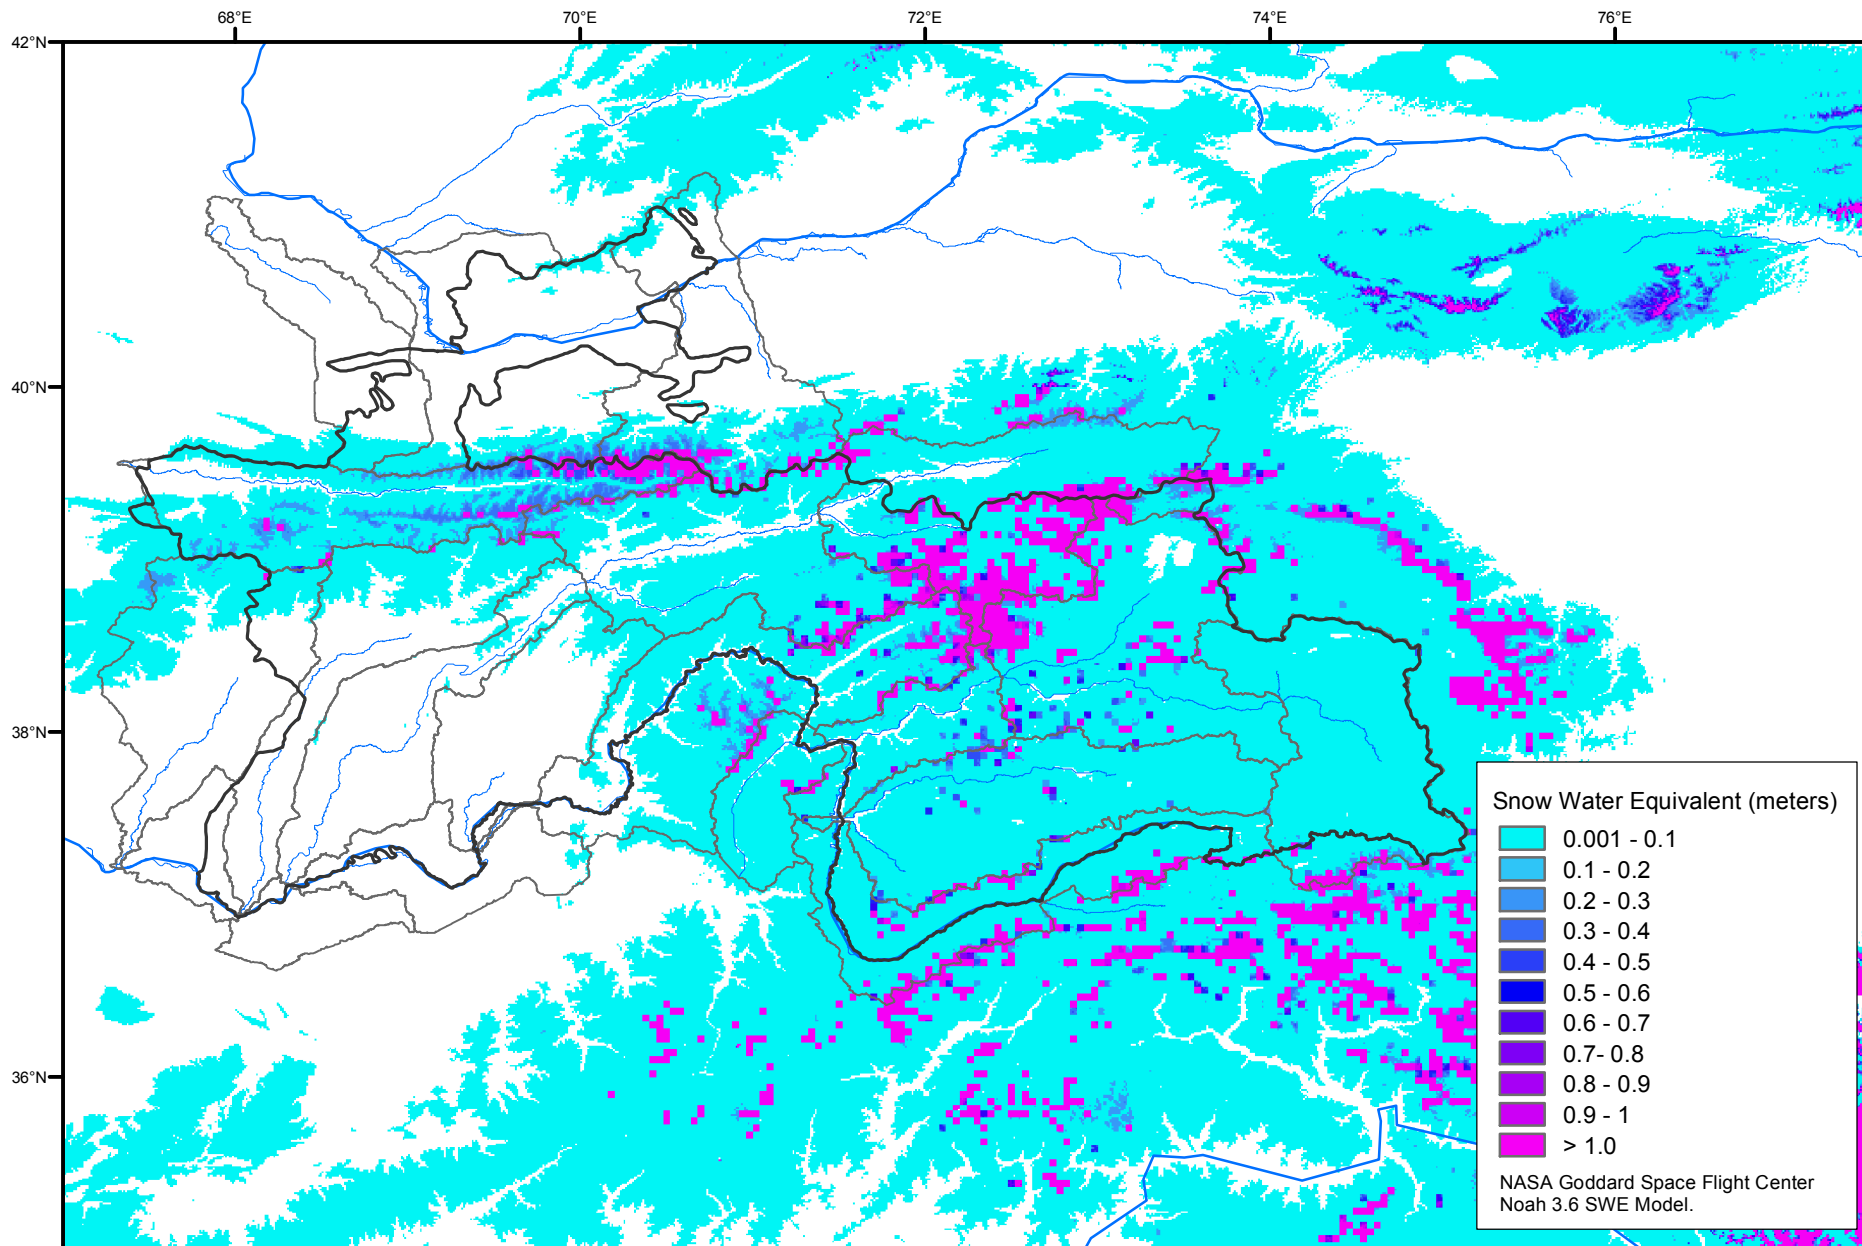 68°E
70°E
72°E
74°E
76°E
42°N
40°N
38°N
36°N
Snow Water Equivalent (meters)
0.001 - 0.1
0.1 - 0.2
0.2 - 0.3
0.3 - 0.4
0.4 - 0.5
0.5 - 0.6
0.6 - 0.7
0.7- 0.8
0.8 - 0.9
0.9 - 1
> 1.0
NASA Goddard Space Flight Center
Noah 3.6 SWE Model.